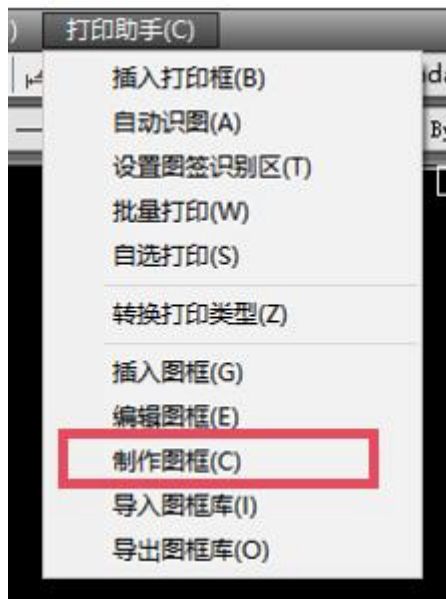 打印助手(C)
插入打印框(B)
自动识图(A)
设置图签识别区(T)
批量打印(W)
自选打印(S)
转换打印类型(Z)
插入图框(G)
编辑图框(E)
制作图框(C)
导入图框库(I)
导出图框库(O)